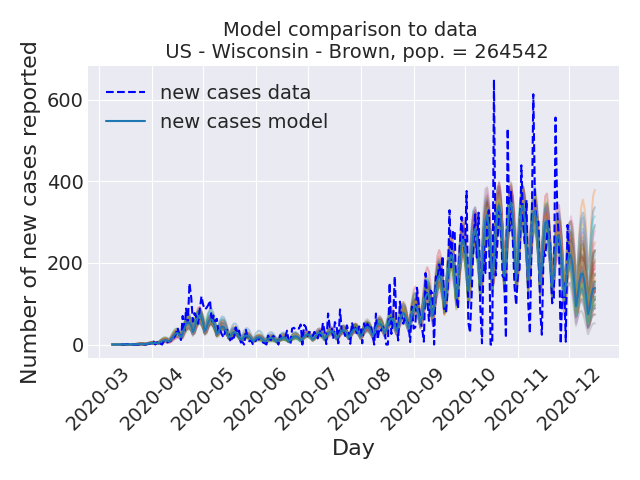 Model comparison to data
US - Wisconsin - Brown, pop. = 264542
Number of new cases reported
600
400
200
0
new cases data
new cases model
2020-03
2020-04
2020-05
2020-06
2020-07
2020-08
2020-09
2020-10
2020-11
2020-12
Day